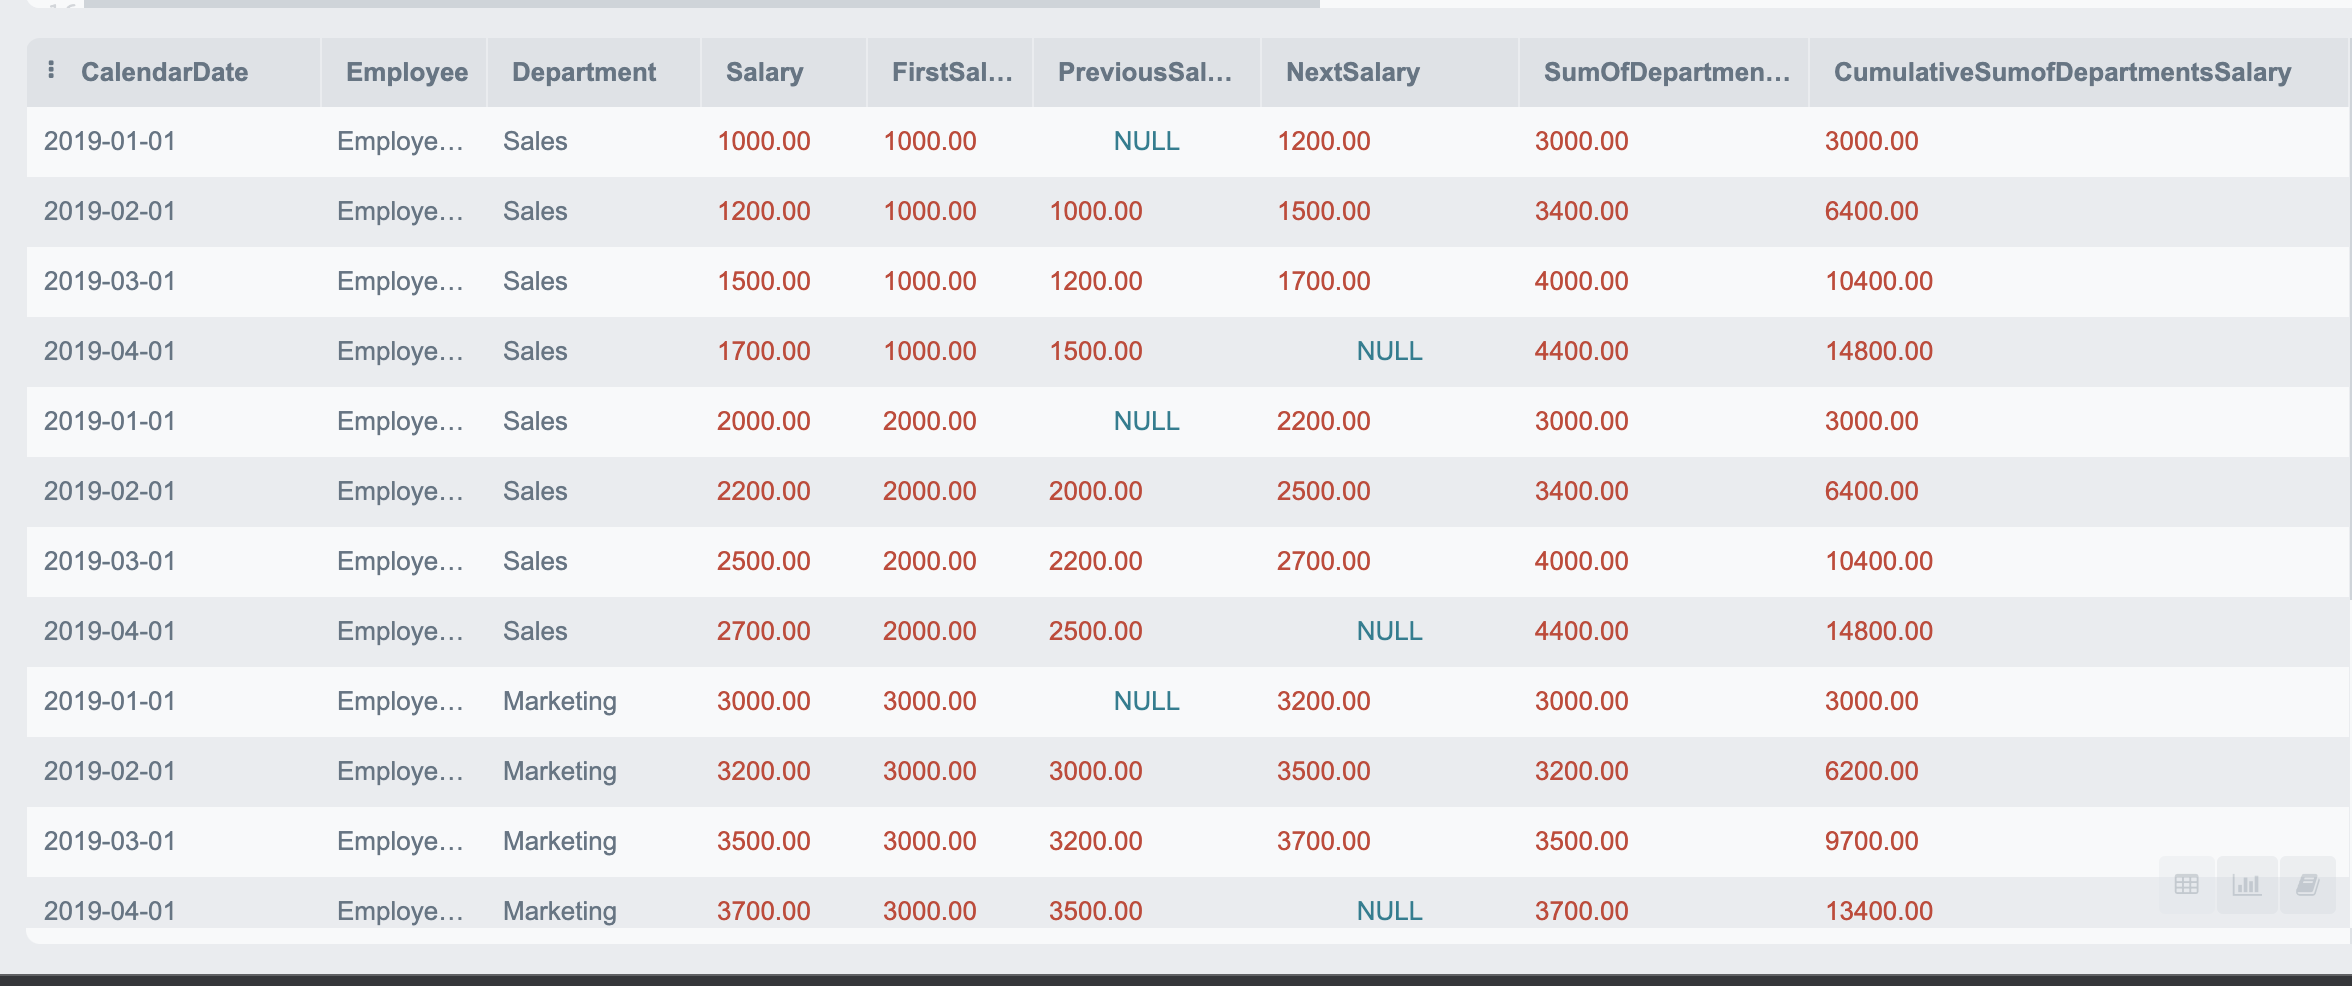 CalendarDate Employee Department Salary FirstSal... PreviousSal... NextSalary SumOfDepartmen... CumulativeSumofDepartmentsSalary
2019-01-01 Employe... Sales 1000.00 1000.00 NULL 1200.00 3000.00 3000.00
2019-02-01 Employe... Sales 1200.00 1000.00 1000.00 1500.00 3400.00 6400.00
2019-03-01 Employe... Sales 1500.00 1000.00 1200.00 1700.00 4000.00 10400.00
2019-04-01 Employe... Sales 1700.00 1000.00 1500.00 NULL 4400.00 14800.00
2019-01-01 Employe... Sales 2000.00 2000.00 NULL 2200.00 3000.00 3000.00
2019-02-01 Employe... Sales 2200.00 2000.00 2000.00 2500.00 3400.00 6400.00
2019-03-01 Employe... Sales 2500.00 2000.00 2200.00 2700.00 4000.00 10400.00
2019-04-01 Employe... Sales 2700.00 2000.00 2500.00 NULL 4400.00 14800.00
2019-01-01 Employe... Marketing 3000.00 3000.00 NULL 3200.00 3000.00 3000.00
2019-02-01 Employe... Marketing 3200.00 3000.00 3000.00 3500.00 3200.00 6200.00
2019-03-01 Employe... Marketing 3500.00 3000.00 3200.00 3700.00 3500.00 9700.00
2019-04-01 Employe... Marketing 3700.00 3000.00 3500.00 NULL 3700.00 13400.00